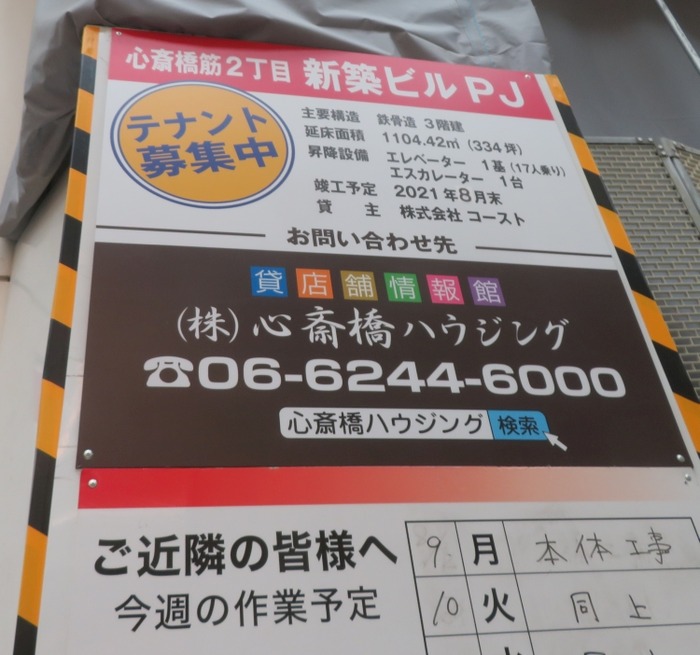 心斎橋筋2丁目 新築ビルPJ
テナント
募集中
主要構造 鉄骨造 3階建
延床面積 1104.42㎡ (334坪)
昇降設備 エレベーター 1基(17人乗り)
エスカレーター 1台
竣工予定 2021年8月末
貸主 株式会社 コースト
お問い合わせ先
貸店舗情報館
(株)心斎橋ハウジング
☎06-6244-6000
心斎橋ハウジング 検索
ご近隣の皆様へ
今週の作業予定
9 月 本体工事
10 火 同上